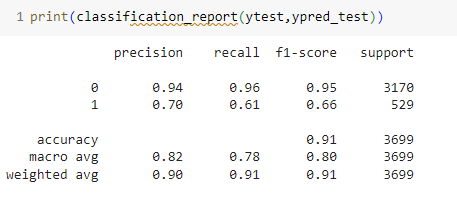 1 print(classification_report(ytest,ypred_test))
precision recall f1-score support
0 0.94 0.96 0.95 3170
1 0.70 0.61 0.66 529
accuracy 0.91 3699
macro avg 0.82 0.78 0.80 3699
weighted avg 0.90 0.91 0.91 3699